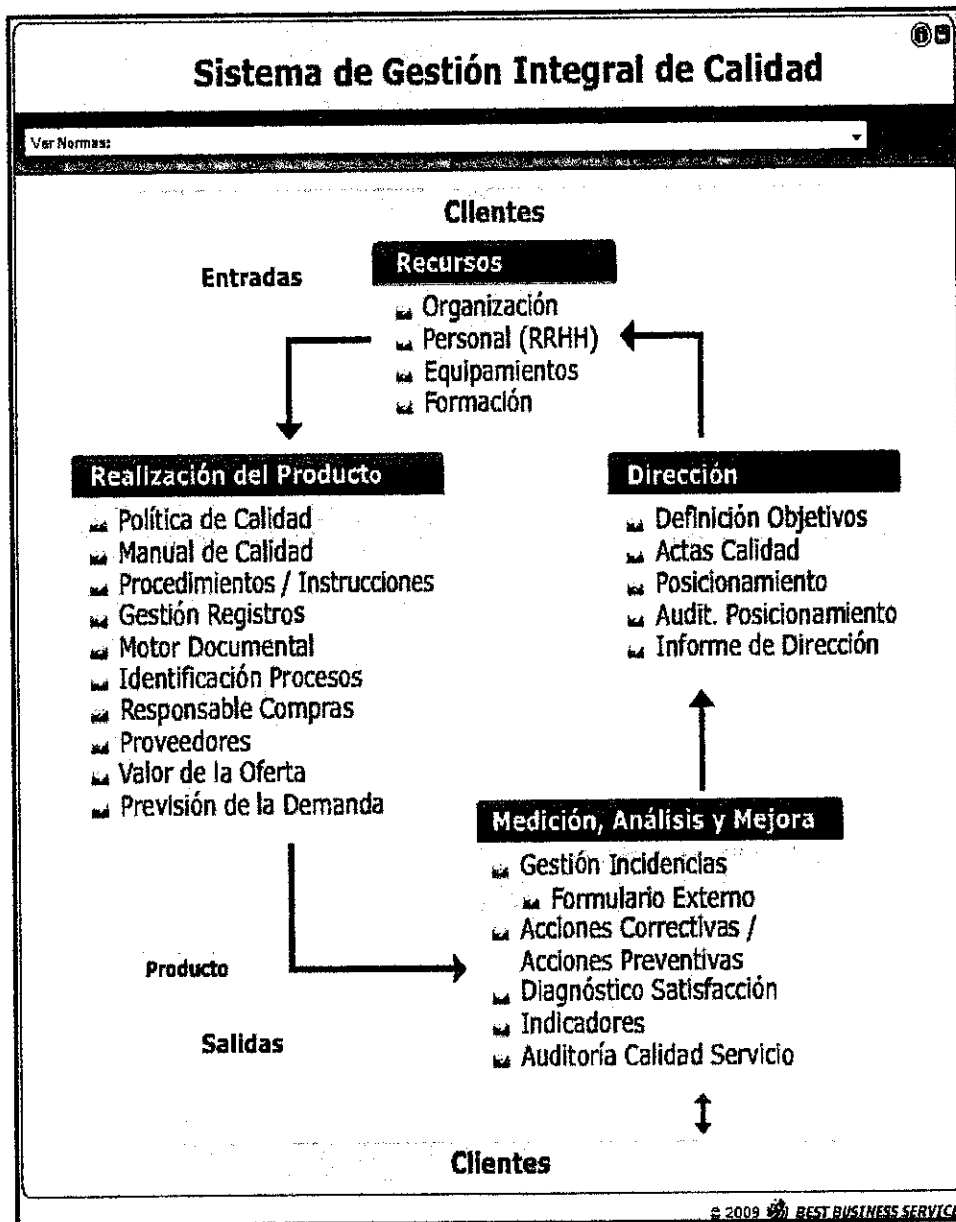 Sistema de Gestión Integral de Calidad
Ver Normas:
Clientes
Entradas
Recursos
Organización
Personal (RRHH)
Equipamientos
Formación
Realización del Producto
Política de Calidad
Manual de Calidad
Procedimientos / Instrucciones
Gestión Registros
Motor Documental
Identificación Procesos
Responsable Compras
Proveedores
Valor de la Oferta
Previsión de la Demanda
Dirección
Definición Objetivos
Actas Calidad
Posicionamiento
Audit. Posicionamiento
Informe de Dirección
Medición, Análisis y Mejora
Gestión Incidencias
Formulario Externo
Acciones Correctivas /
Acciones Preventivas
Diagnóstico Satisfacción
Indicadores
Auditoría Calidad Servicio
Producto
Salidas
Clientes
© 2009 BEST BUSINESS SERVICE